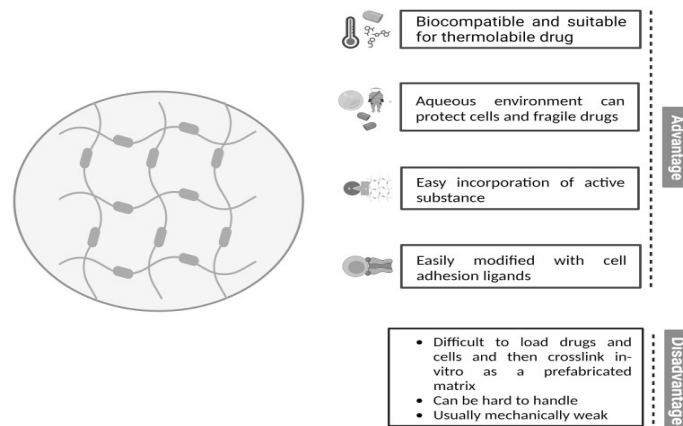 Biocompatible and suitable
for thermolabile drug
Aqueous environment can
protect cells and fragile drugs
Easy incorporation of active
substance
Easily modified with cell
adhesion ligands
Advantage
• Difficult to load drugs and
cells and then crosslink in-
vitro as a prefabricated
matrix
• Can be hard to handle
• Usually mechanically weak
Disadvantage